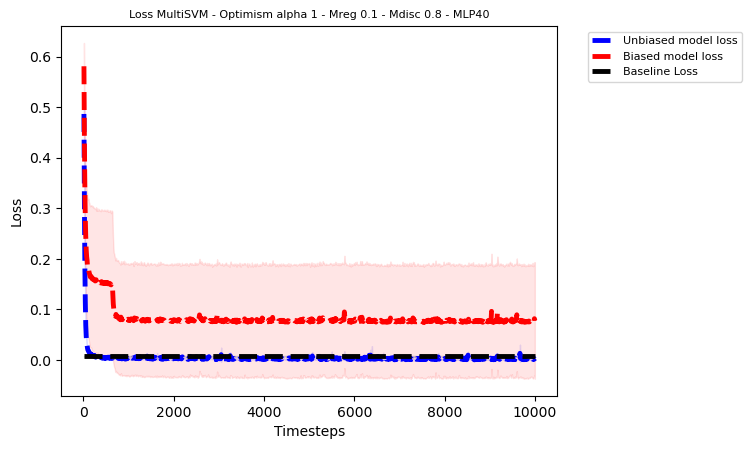 Loss MultiSVM - Optimism alpha 1 - Mreg 0.1 - Mdisc 0.8 - MLP40
Unbiased model loss
Biased model loss
Baseline Loss
0.6
0.5
0.4
0.3
0.2
0.1
0.0
Loss
0
2000
4000
6000
8000
10000
Timesteps